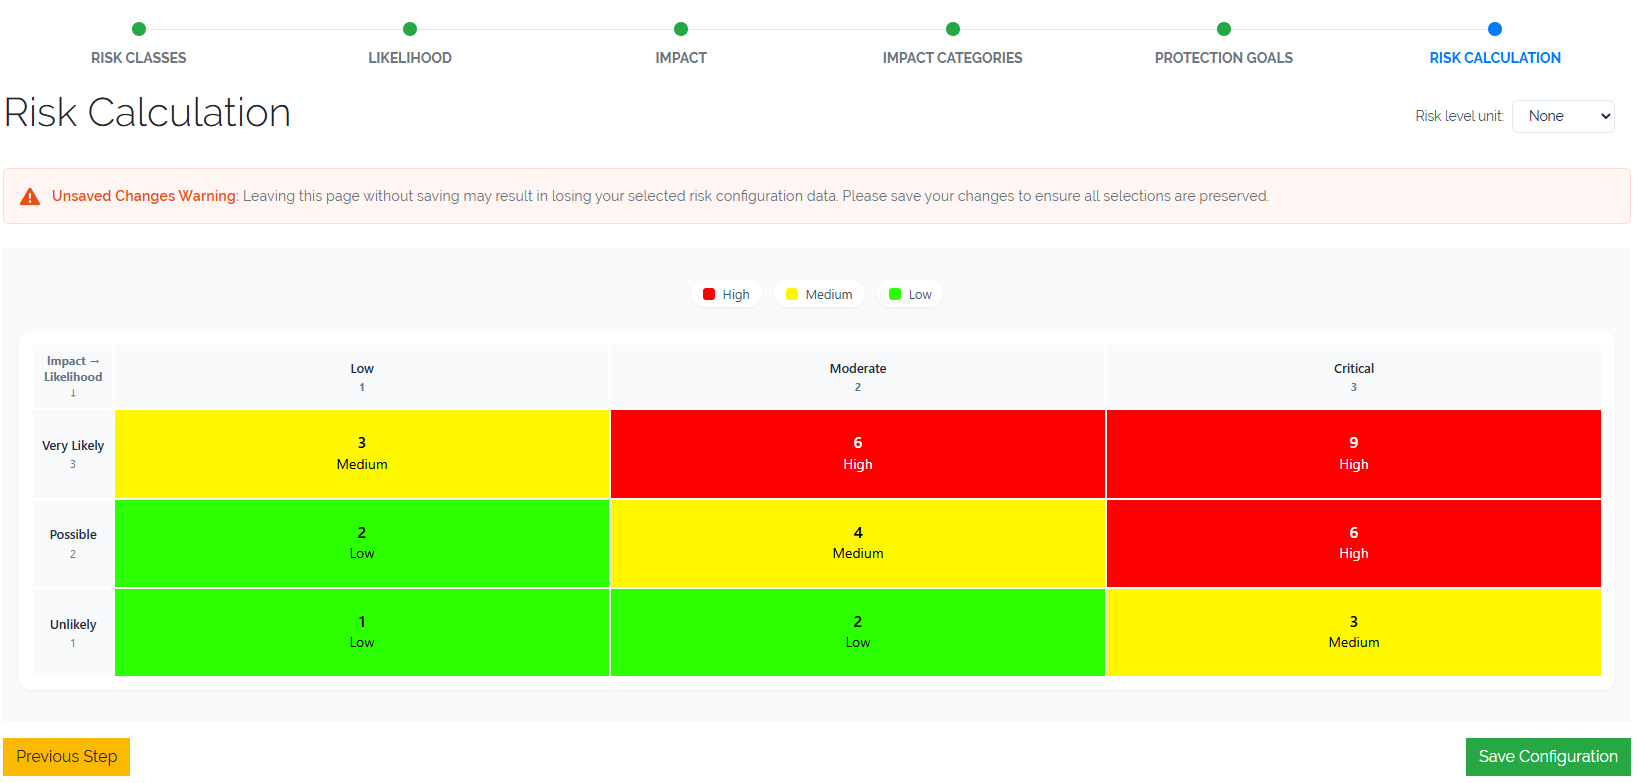 RISK CLASSES
LIKELIHOOD
IMPACT
IMPACT CATEGORIES
PROTECTION GOALS
RISK CALCULATION
Risk Calculation
Risk level unit: None
Unsaved Changes Warning: Leaving this page without saving may result in losing your selected risk configuration data. Please save your changes to ensure all selections are preserved.
High
Medium
Low
Impact →
Likelihood
↓
Low
1
Moderate
2
Critical
3
Very Likely
3
3
Medium
6
High
9
High
Possible
2
2
Low
4
Medium
6
High
Unlikely
1
1
Low
2
Low
3
Medium
Previous Step
Save Configuration